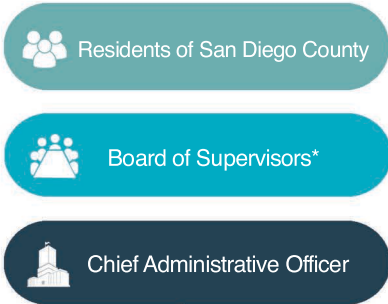 Residents of San Diego County
Board of Supervisors*
Chief Administrative Officer